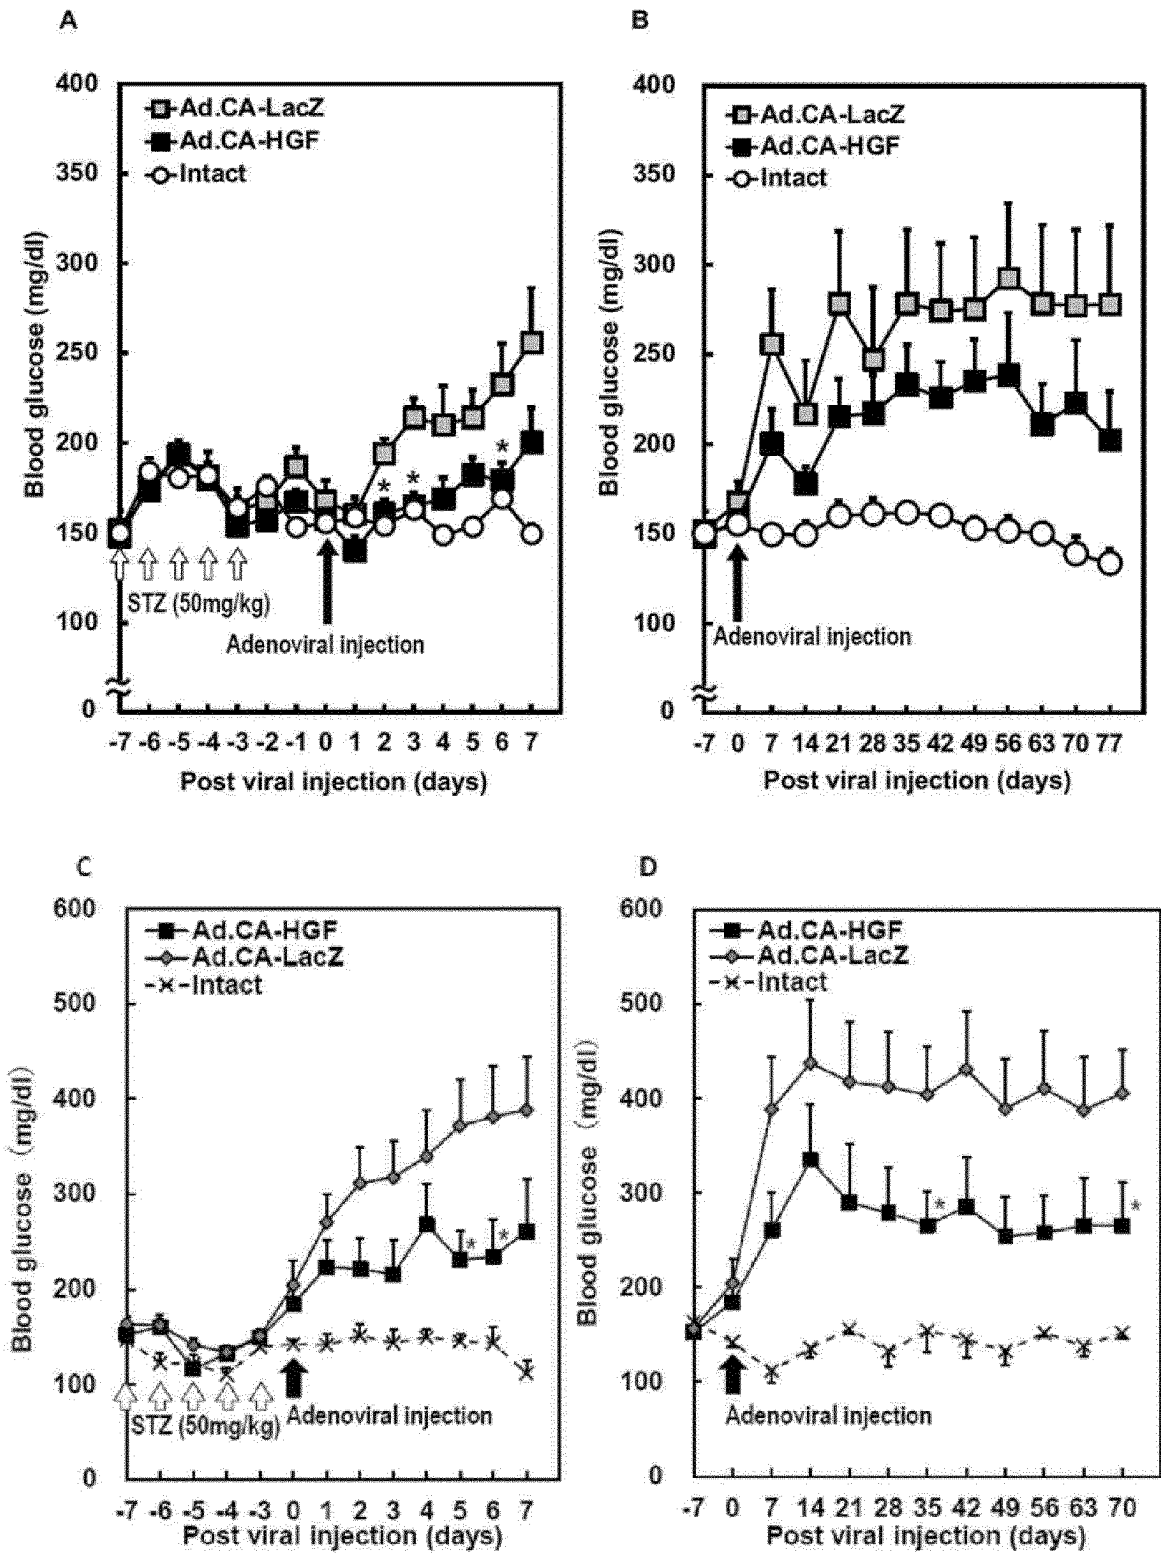 A
400
350
300
250
200
150
100
0
Blood glucose (mg/dl)
Ad.CA-LacZ
Ad.CA-HGF
Intact
* * *
STZ (50mg/kg)
Adenoviral injection
-7 -6 -5 -4 -3 -2 -1 0 1 2 3 4 5 6 7
Post viral injection (days)
B
400
350
300
250
200
150
100
0
Blood glucose (mg/dl)
Ad.CA-LacZ
Ad.CA-HGF
Intact
Adenoviral injection
-7 0 7 14 21 28 35 42 49 56 63 70 77
Post viral injection (days)
C
600
500
400
300
200
100
0
Blood glucose (mg/dl)
Ad.CA-HGF
Ad.CA-LacZ
Intact
* *
STZ (50mg/kg)
Adenoviral injection
-7 -6 -5 -4 -3 0 1 2 3 4 5 6 7
Post viral injection (days)
D
600
500
400
300
200
100
0
Blood glucose (mg/dl)
Ad.CA-HGF
Ad.CA-LacZ
Intact
* *
Adenoviral injection
-7 0 7 14 21 28 35 42 49 56 63 70
Post viral injection (days)